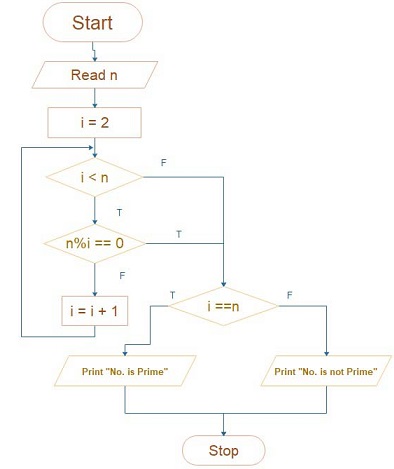 Start
Read n
i = 2
i < n
F
T
n%i == 0
T
F
i = i + 1
i ==n
T
F
Print "No. is Prime"
Print "No. is not Prime"
Stop